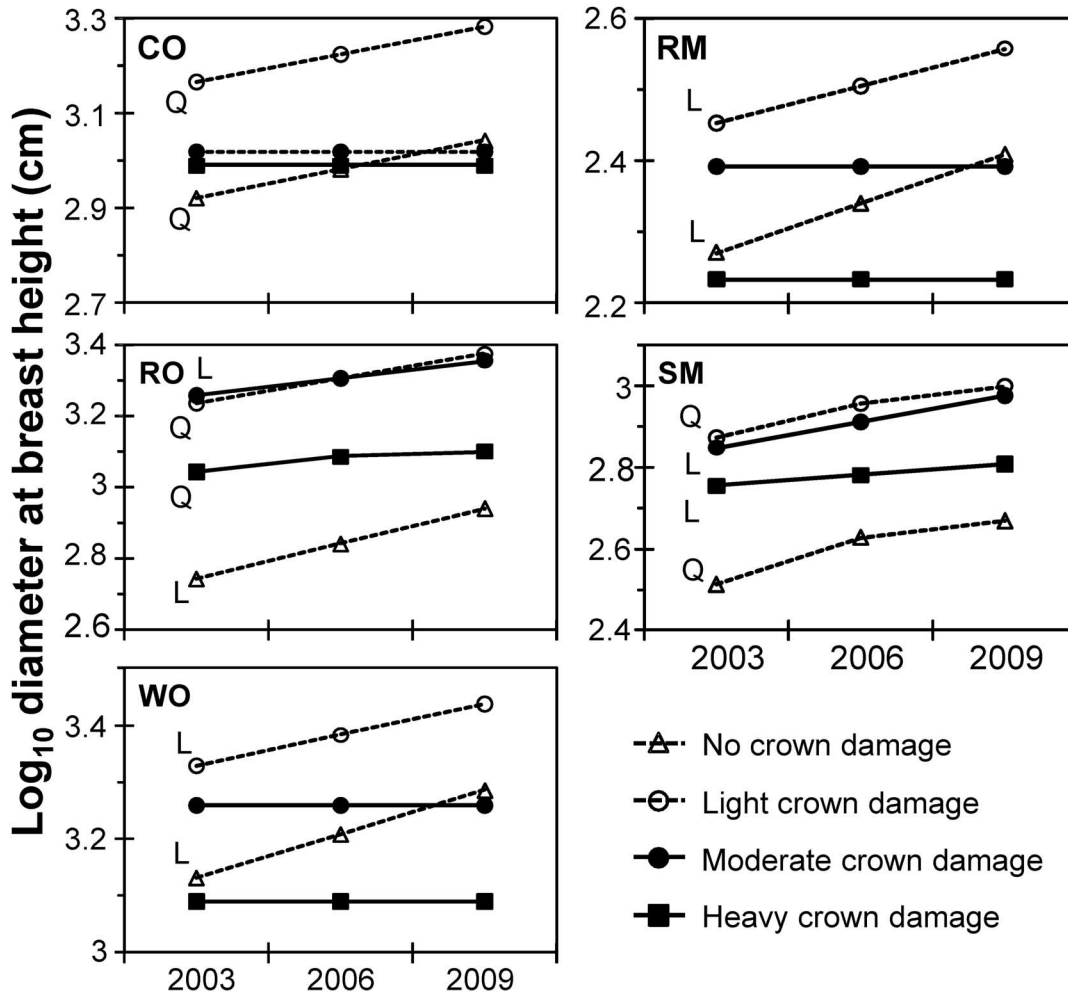 Log10 diameter at breast height (cm)
CO
3.3
3.1
2.9
2.7
Q
Q
RM
2.6
2.4
2.2
L
L
RO
3.4
3.2
3
2.8
2.6
L
Q
Q
L
SM
3
2.8
2.6
2.4
Q
L
L
Q
2003 2006 2009
WO
3.4
3.2
3
L
L
2003 2006 2009
No crown damage
Light crown damage
Moderate crown damage
Heavy crown damage